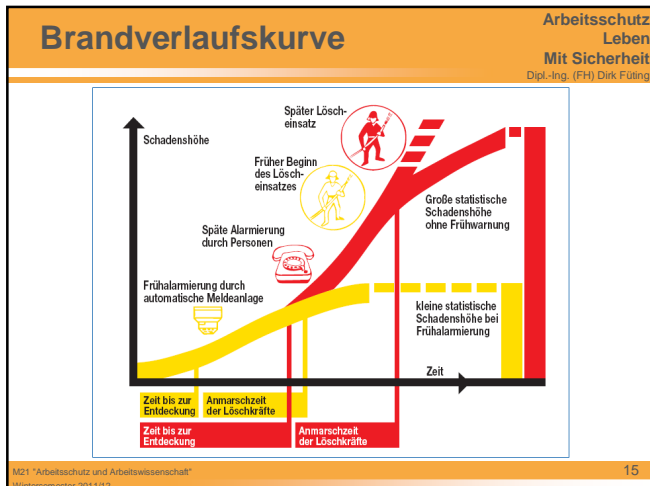 Brandverlaufskurve
Arbeitsschutz
Leben
Mit Sicherheit
Dipl.-Ing. (FH) Dirk Füting
Später Lösch-
einsatz
Schadenshöhe
Früher Beginn
des Lösch-
einsatzes
Große statistische
Schadenshöhe
ohne Frühwarnung
Späte Alarmierung
durch Personen
Frühalarmierung durch
automatische Meldeanlage
kleine statistische
Schadenshöhe bei
Frühalarmierung
Zeit
Zeit bis zur
Entdeckung
Anmarschzeit
der Löschkräfte
Zeit bis zur
Entdeckung
Anmarschzeit
der Löschkräfte
M21 "Arbeitsschutz und Arbeitswissenschaft"
15
Wintersemester 2011/12